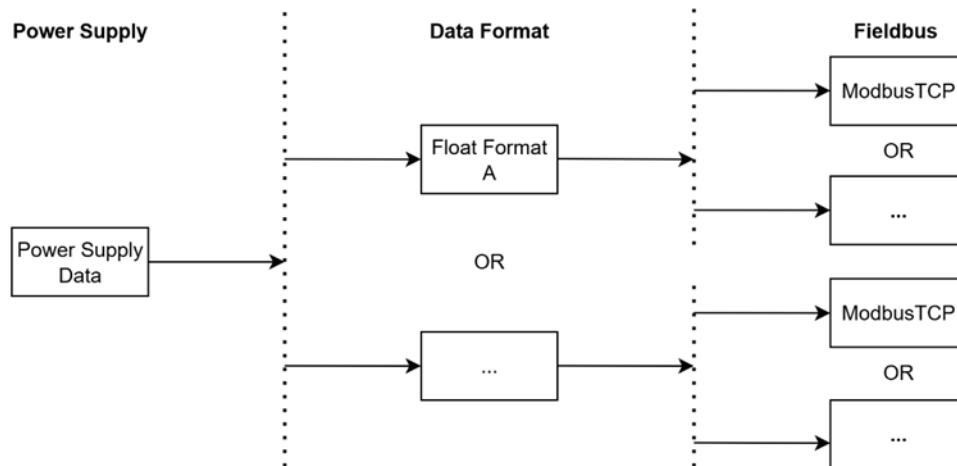 Power Supply
Data Format
Fieldbus
ModbusTCP
Float Format
A
OR
...
Power Supply
Data
OR
ModbusTCP
...
OR
...